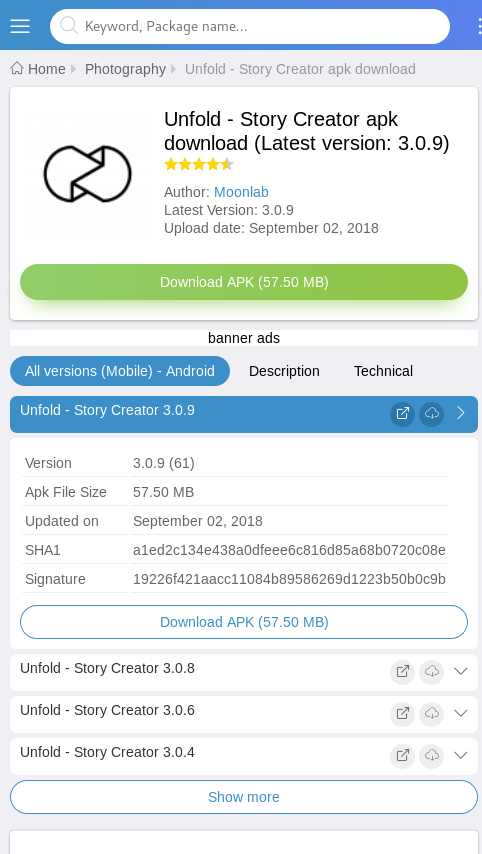 Keyword, Package name...
Home Photography Unfold - Story Creator apk download
Unfold - Story Creator apk
download (Latest version: 3.0.9)
Author: Moonlab
Latest Version: 3.0.9
Upload date: September 02, 2018
Download APK (57.50 MB)
banner ads
All versions (Mobile) - Android Description Technical
Unfold - Story Creator 3.0.9
Version 3.0.9 (61)
Apk File Size 57.50 MB
Updated on September 02, 2018
SHA1 a1ed2c134e438a0dfeee6c816d85a68b0720c08e
Signature 19226f421aacc11084b89586269d1223b50b0c9b
Download APK (57.50 MB)
Unfold - Story Creator 3.0.8
Unfold - Story Creator 3.0.6
Unfold - Story Creator 3.0.4
Show more